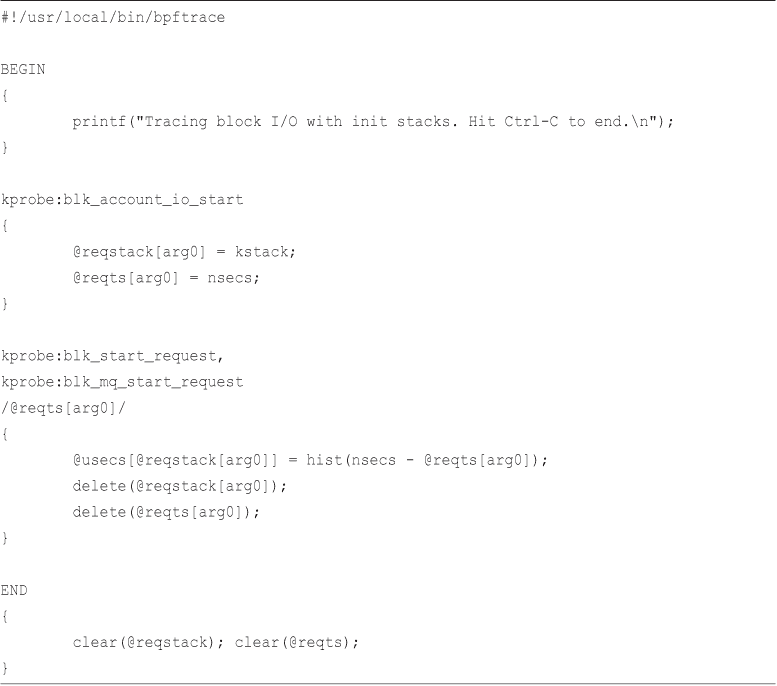 #!/usr/local/bin/bpftrace
BEGIN
{
        printf("Tracing block I/O with init stacks. Hit Ctrl-C to end.\n");
}
kprobe:blk_account_io_start
{
        @reqstack[arg0] = kstack;
        @reqts[arg0] = nsecs;
}
kprobe:blk_start_request,
kprobe:blk_mq_start_request
/@reqts[arg0]/
{
        @usecs[@reqstack[arg0]] = hist(nsecs - @reqts[arg0]);
        delete(@reqstack[arg0]);
        delete(@reqts[arg0]);
}
END
{
        clear(@reqstack); clear(@reqts);
}